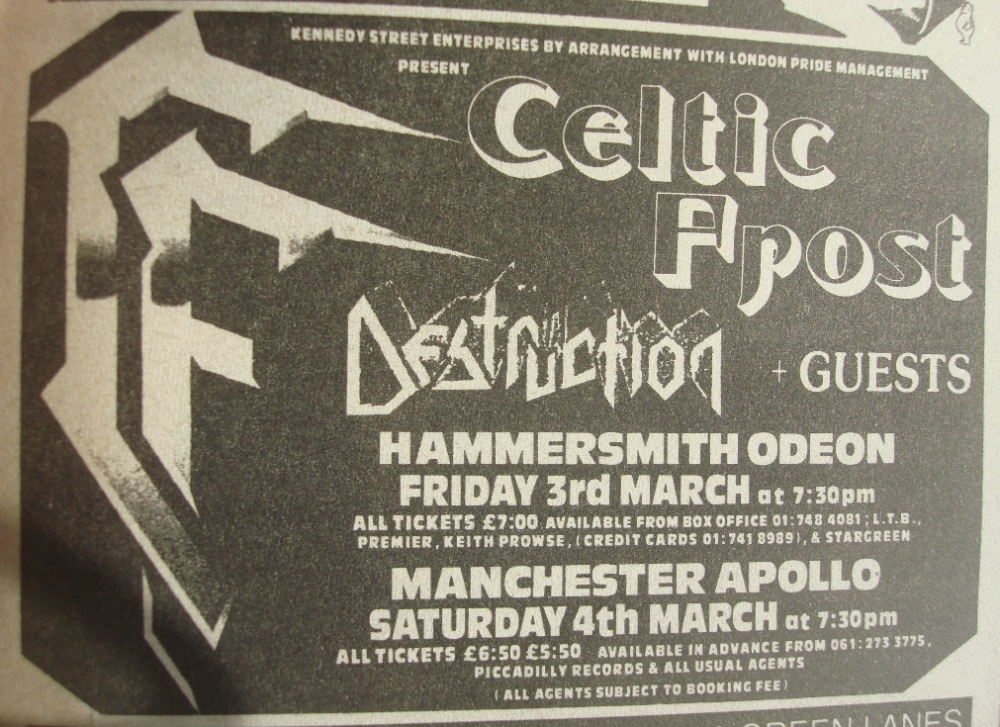 KENNEDY STREET ENTERPRISES BY ARRANGEMENT WITH LONDON PRIDE MANAGEMENT
PRESENT
F
Celtic
Fpost
Destruction
+ GUESTS
HAMMERSMITH ODEON
FRIDAY 3rd MARCH at 7:30pm
ALL TICKETS £7:00 AVAILABLE FROM BOX OFFICE 01:748 4081; L.T.B.,
PREMIER, KEITH PROWSE, (CREDIT CARDS 01:741 8989), & STARGREEN
MANCHESTER APOLLO
SATURDAY 4th MARCH at 7:30pm
ALL TICKETS £6:50 £5:50 AVAILABLE IN ADVANCE FROM 061:273 3775,
PICCADILLY RECORDS & ALL USUAL AGENTS
(ALL AGENTS SUBJECT TO BOOKING FEE)
GREEN LANES